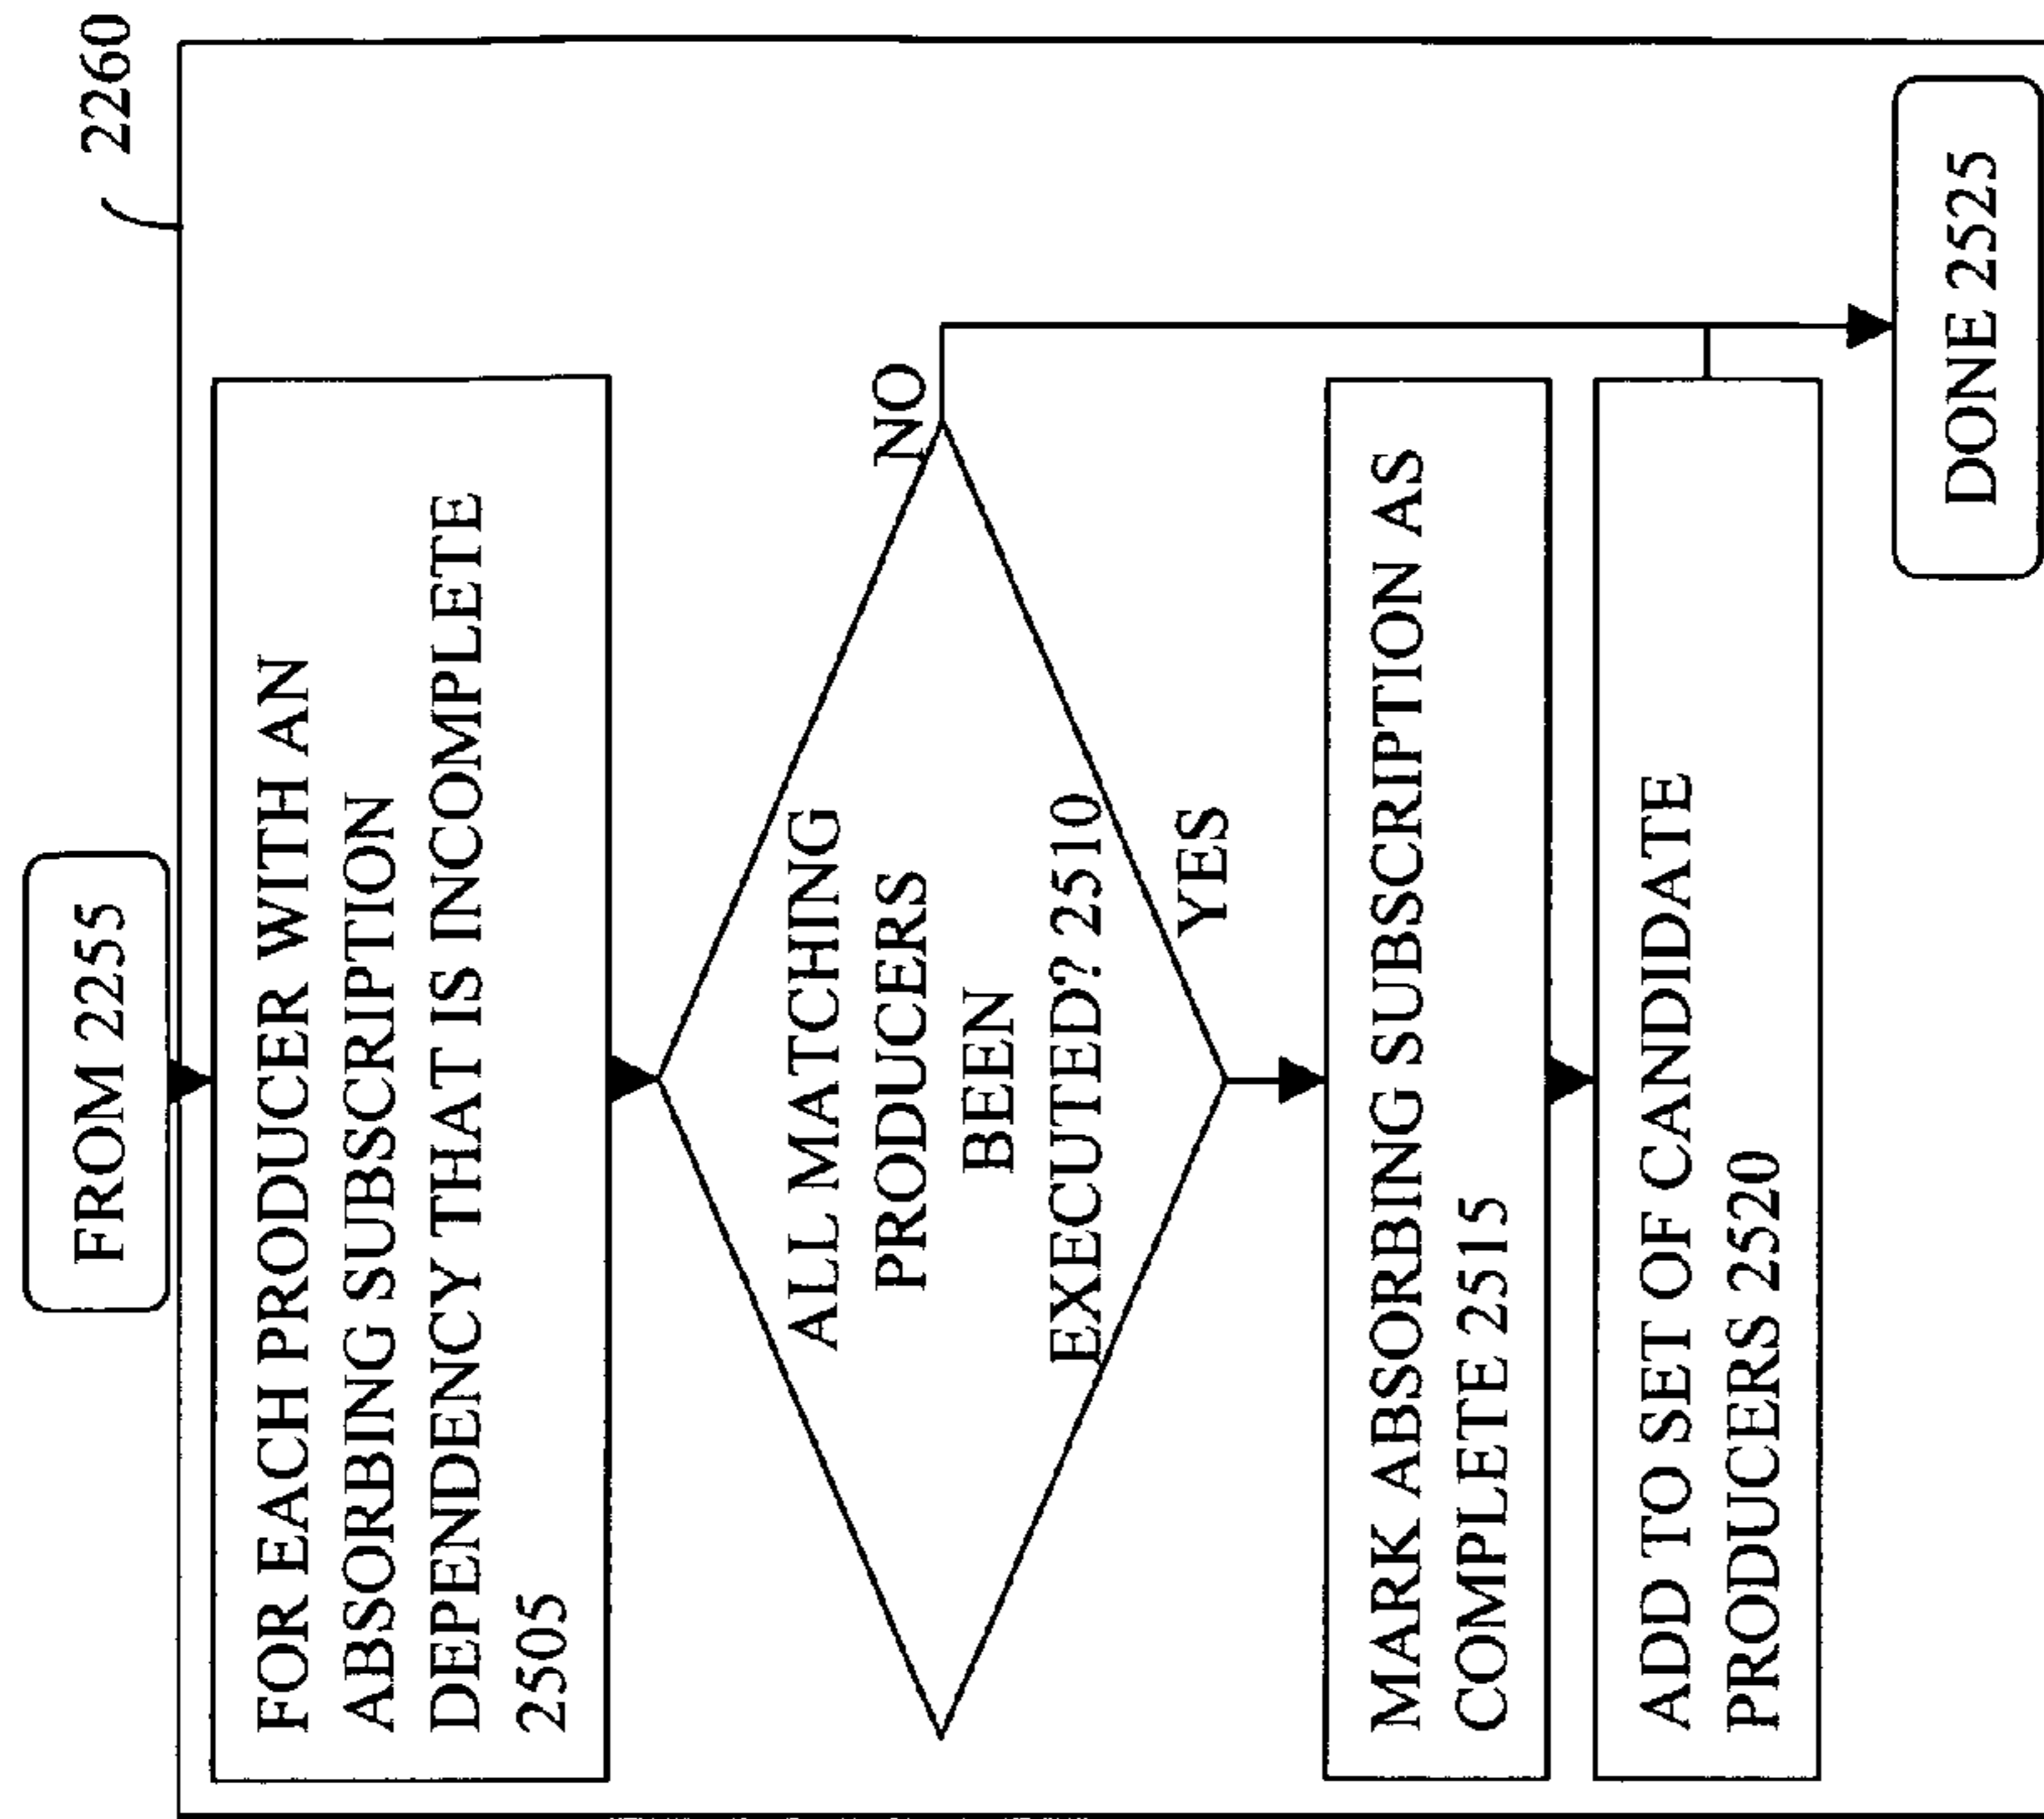 2260
FROM 2255
FOR EACH PRODUCER WITH AN
ABSORBING SUBSCRIPTION
DEPENDENCY THAT IS INCOMPLETE
2505
ALL MATCHING
PRODUCERS
BEEN
EXECUTED? 2510
NO
YES
MARK ABSORBING SUBSCRIPTION AS
COMPLETE 2515
ADD TO SET OF CANDIDATE
PRODUCERS 2520
DONE 2525